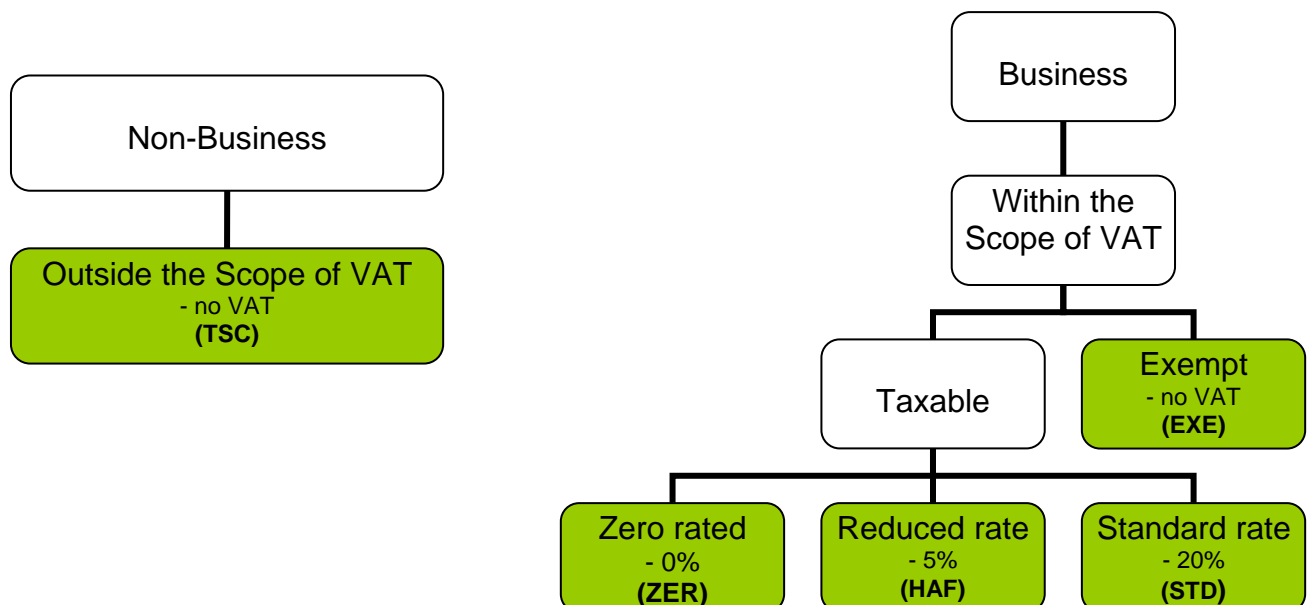 Non-Business
Outside the Scope of VAT
- no VAT
(TSC)
Business
Within the
Scope of VAT
Taxable
Exempt
- no VAT
(EXE)
Zero rated
- 0%
(ZER)
Reduced rate
- 5%
(HAF)
Standard rate
- 20%
(STD)